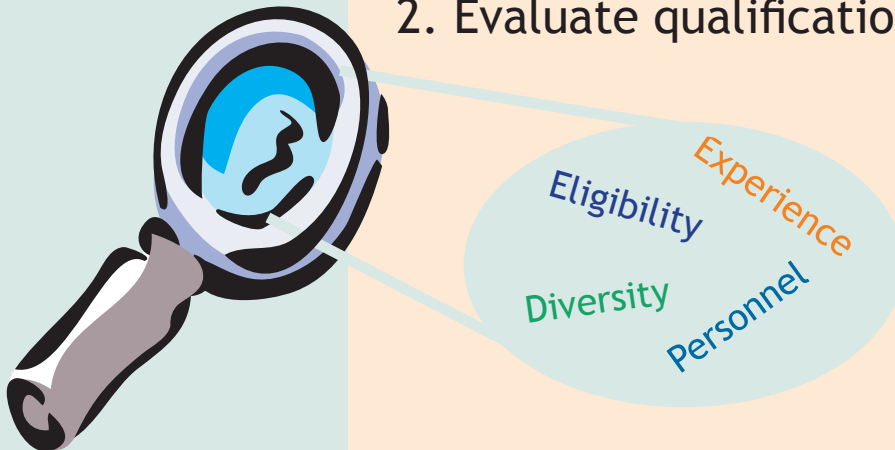 2. Evaluate qualificatio
Experience
Eligibility
Diversity
Personnel